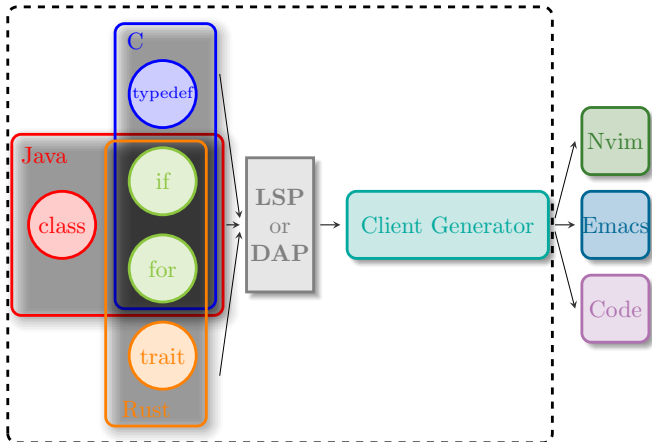 C
typedef
Java
if
class
for
trait
Rust
LSP
or
DAP
Client Generator
Nvim
Emacs
Code